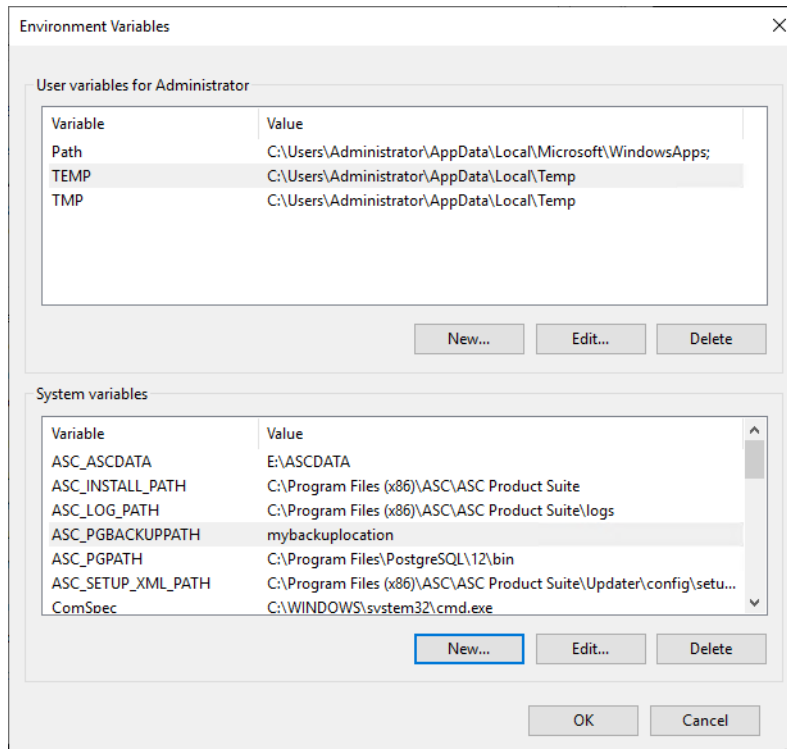 Environment Variables
User variables for Administrator
Variable Value
Path C:\Users\Administrator\AppData\Local\Microsoft\WindowsApps;
TEMP C:\Users\Administrator\AppData\Local\Temp
TMP C:\Users\Administrator\AppData\Local\Temp
New... Edit... Delete
System variables
Variable Value
ASC_ASCDATA E:\ASCDATA
ASC_INSTALL_PATH C:\Program Files (x86)\ASC\ASC Product Suite
ASC_LOG_PATH C:\Program Files (x86)\ASC\ASC Product Suite\logs
ASC_PGBACKUPPATH mybackuplocation
ASC_PGPATH C:\Program Files\PostgreSQL\12\bin
ASC_SETUP_XML_PATH C:\Program Files (x86)\ASC\ASC Product Suite\Updater\config\setu...
ComSpec C:\WINDOWS\system32\cmd.exe
New... Edit... Delete
OK Cancel